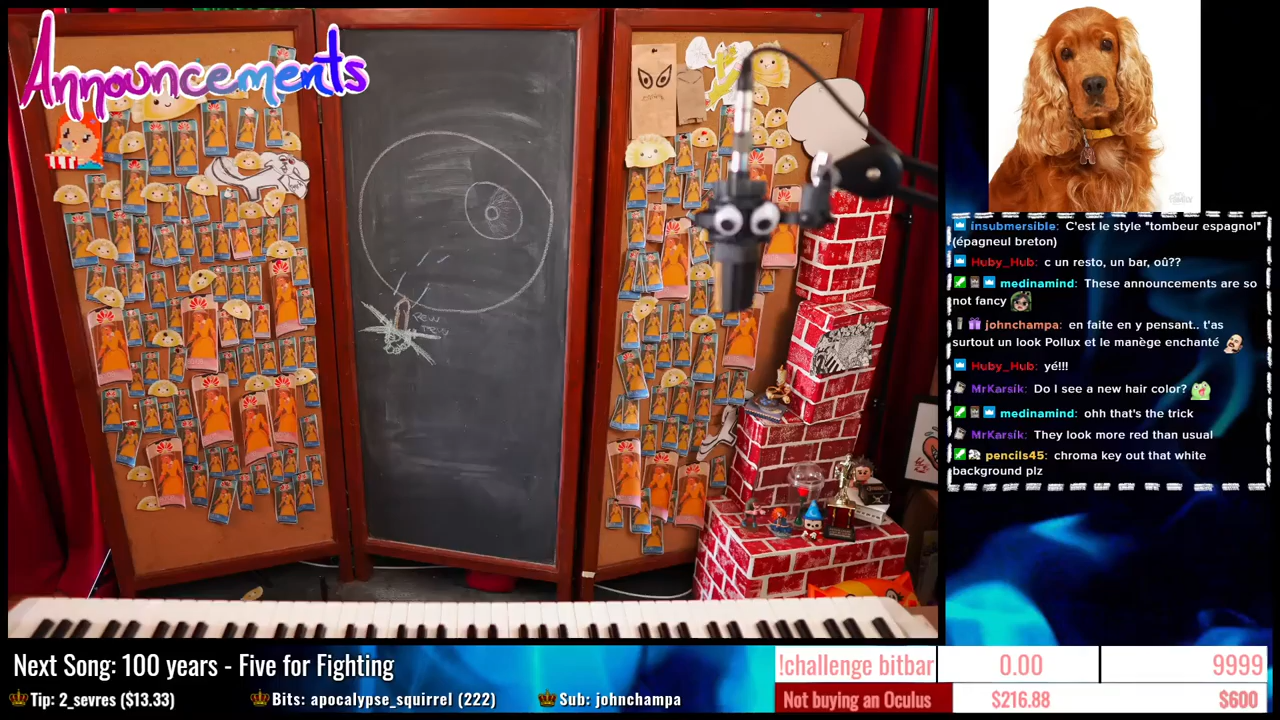 Announcements
insubmersible: C'est le style "tombeur espagnol"
(épagneul breton)
Huby_Hub: c un resto, un bar, oû??
medinamind: These announcements are so
not fancy
johnchampa: en faite en y pensant.. t'as
surtout un look Pollux et le manège enchanté
Huby_Hub: yé!!!
MrKarsík: Do I see a new hair color?
medinamind: ohh that's the trick
MrKarsík: They look more red than usual
pencils45: chroma key out that white
background plz
Next Song: 100 years - Five for Fighting
!challenge bitbar
0.00
9999
Tip: 2_sevres ($13.33)
Bits: apocalypse_squirrel (222)
Sub: johnchampa
Not buying an Oculus
$216.88
$600